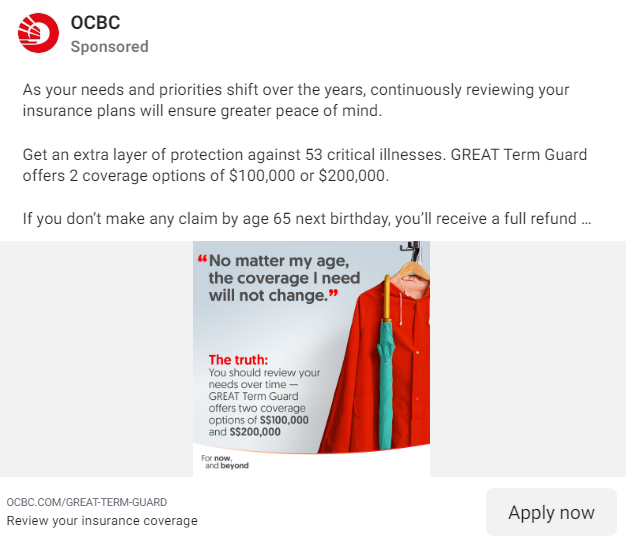 OCBC
Sponsored
As your needs and priorities shift over the years, continuously reviewing your
insurance plans will ensure greater peace of mind.
Get an extra layer of protection against 53 critical illnesses. GREAT Term Guard
offers 2 coverage options of $100,000 or $200,000.
If you don’t make any claim by age 65 next birthday, you’ll receive a full refund ...
“No matter my age,
the coverage I need
will not change.”
The truth:
You should review your
needs over time —
GREAT Term Guard
offers two coverage
options of S$100,000
and S$200,000
For now,
and beyond
OCBC.COM/GREAT-TERM-GUARD
Review your insurance coverage
Apply now